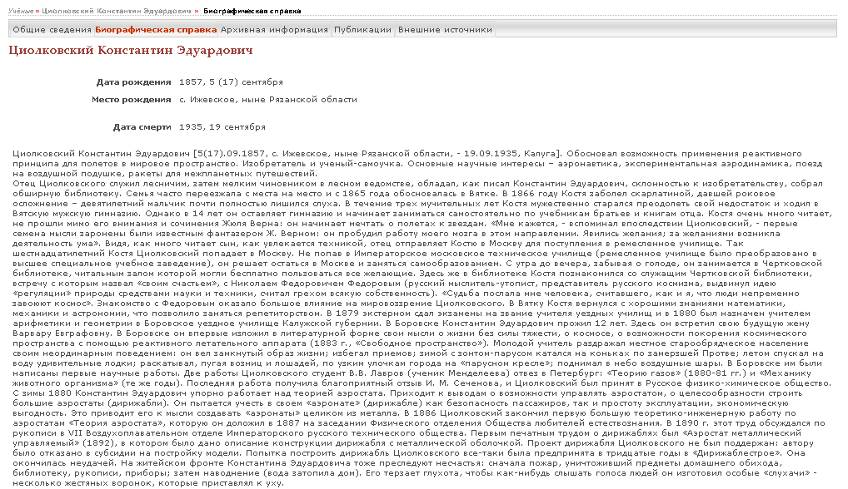 Учёные » Циолковский Константин Эдуардович » Биографическая справка
Общие сведения Биографическая справка Архивная информация Публикации Внешние источники
Циолковский Константин Эдуардович
Дата рождения 1857, 5 (17) сентября
Место рождения с. Ижевское, ныне Рязанской области
Дата смерти 1935, 19 сентября
Циолковский Константин Эдуардович [5(17).09.1857, с. Ижевское, ныне Рязанской области, - 19.09.1935, Калуга]. Обосновал возможность применения реактивного
принципа для полетов в мировое пространство. Изобретатель и ученый-самоучка. Основные научные интересы – аэронавтика, экспериментальная аэродинамика, поезд
на воздушной подушке, ракеты для межпланетных путешествий.
Отец Циолковского служил лесничим, затем мелким чиновником в лесном ведомстве, обладал, как писал Константин Эдуардович, склонностью к изобретательству, собрал
обширную библиотеку. Семья часто переезжала с места на место и с 1865 года обосновалась в Вятке. В 1866 году Костя заболел скарлатиной, давшей роковое
осложнение – девятилетний мальчик почти полностью лишился слуха. В течение трех мучительных лет Костя мужественно старался преодолеть свой недостаток и ходил в
Вятскую мужскую гимназию. Однако в 14 лет он оставляет гимназию и начинает заниматься самостоятельно по учебникам братьев и книгам отца. Костя очень много читает,
не прошли мимо его внимания и сочинения Жюля Верна: он начинает мечтать о полетах к звездам. «Мне кажется, - вспоминал впоследствии Циолковский, - первые
семена мысли заронены были известным фантазером Ж. Верном: он пробудил работу моего мозга в этом направлении. Явились желания; за желаниями возникла
деятельность ума». Видя, как много читает сын, как увлекается техникой, отец отправляет Костю в Москву для поступления в ремесленное училище. Так
шестнадцатилетний Костя Циолковский попадает в Москву. Не попав в Императорское московское техническое училище (ремесленное училище было преобразовано в
высшее специальное учебное заведение), он решает остаться в Москве и заняться самообразованием. С утра до вечера, забывая о голоде, он занимается в Чертковской
библиотеке, читальным залом которой могли бесплатно пользоваться все желающие. Здесь же в библиотеке Костя познакомился со служащим Чертковской библиотеки,
встречу с которым назвал «своим счастьем», с Николаем Федоровичем Федоровым (русский мыслитель-утопист, представитель русского космизма, выдвинул идею
«регуляции» природы средствами науки и техники, считал грехом всякую собственность). «Судьба послала мне человека, считавшего, как и я, что люди непременно
завоюют космос». Знакомство с Федоровым оказало большое влияние на мировоззрение Циолковского. В Вятку Костя вернулся с хорошими знаниями математики,
механики и астрономии, что позволило заняться репетиторством. В 1879 экстерном сдал экзамены на звание учителя уездных училищ и в 1880 был назначен учителем
арифметики и геометрии в Боровское уездное училище Калужской губернии. В Боровске Константин Эдуардович прожил 12 лет. Здесь он встретил свою будущую жену
Варвару Евграфовну. В Боровске он впервые изложил в литературной форме свои мысли о жизни без силы тяжести, о космосе, о возможности покорения космического
пространства с помощью реактивного летательного аппарата (1883 г., «Свободное пространство»). Молодой учитель раздражал местное старообрядческое население
своим неординарным поведением: он вел замкнутый образ жизни; избегал приемов; зимой с зонтом-парусом катался на коньках по замерзшей Протве; летом спускал на
воду удивительные лодки; раскатывал, пугая возниц и лошадей, по узким улочкам города на «парусном кресле»; поднимал в небо воздушные шары. В Боровске им были
написаны первые научные работы. Две работы Циолковского студент В.В. Лавров (ученик Менделеева) отвез в Петербург: «Теорию газов» (1880-81 гг.) и «Механику
животного организма» (те же годы). Последняя работа получила благоприятный отзыв И. М. Сеченова, и Циолковский был принят в Русское физико-химическое общество.
С зимы 1880 Константин Эдуардович упорно работает над теорией аэростата. Приходит к выводам о возможности управлять аэростатом, о целесообразности строить
большие аэростаты (дирижабли). Он пытается учесть в своем «аэронате» (дирижабле) как безопасность пассажиров, так и простоту эксплуатации, экономическую
выгодность. Это приводит его к мысли создавать «аэронаты» целиком из металла. В 1886 Циолковский закончил первую большую теоретико-инженерную работу по
аэростатам «Теория аэростата», которую он доложил в 1887 на заседании Физического отделения Общества любителей естествознания. В 1890 г. этот труд обсуждался по
рукописи в VII Воздухоплавательном отделе Императорского русского технического общества. Первым печатным трудом о дирижаблях был «Аэростат металлический
управляемый» (1892), в котором было дано описание конструкции дирижабля с металлической оболочкой. Проект дирижабля Циолковского не был поддержан: автору
было отказано в субсидии на постройку модели. Попытка построить дирижабль Циолковского все-таки была предпринята в тридцатые годы в «Дирижаблестрое». Она
окончилась неудачей. На житейском фронте Константина Эдуардовича тоже преследуют несчастья: сначала пожар, уничтоживший предметы домашнего обихода,
библиотеку, рукописи, приборы; затем наводнение (вода затопила дом). Его терзает глухота, чтобы как-нибудь слышать голоса людей он изготовил особые «слухачи» -
несколько жестяных воронок, которые приставлял к уху.